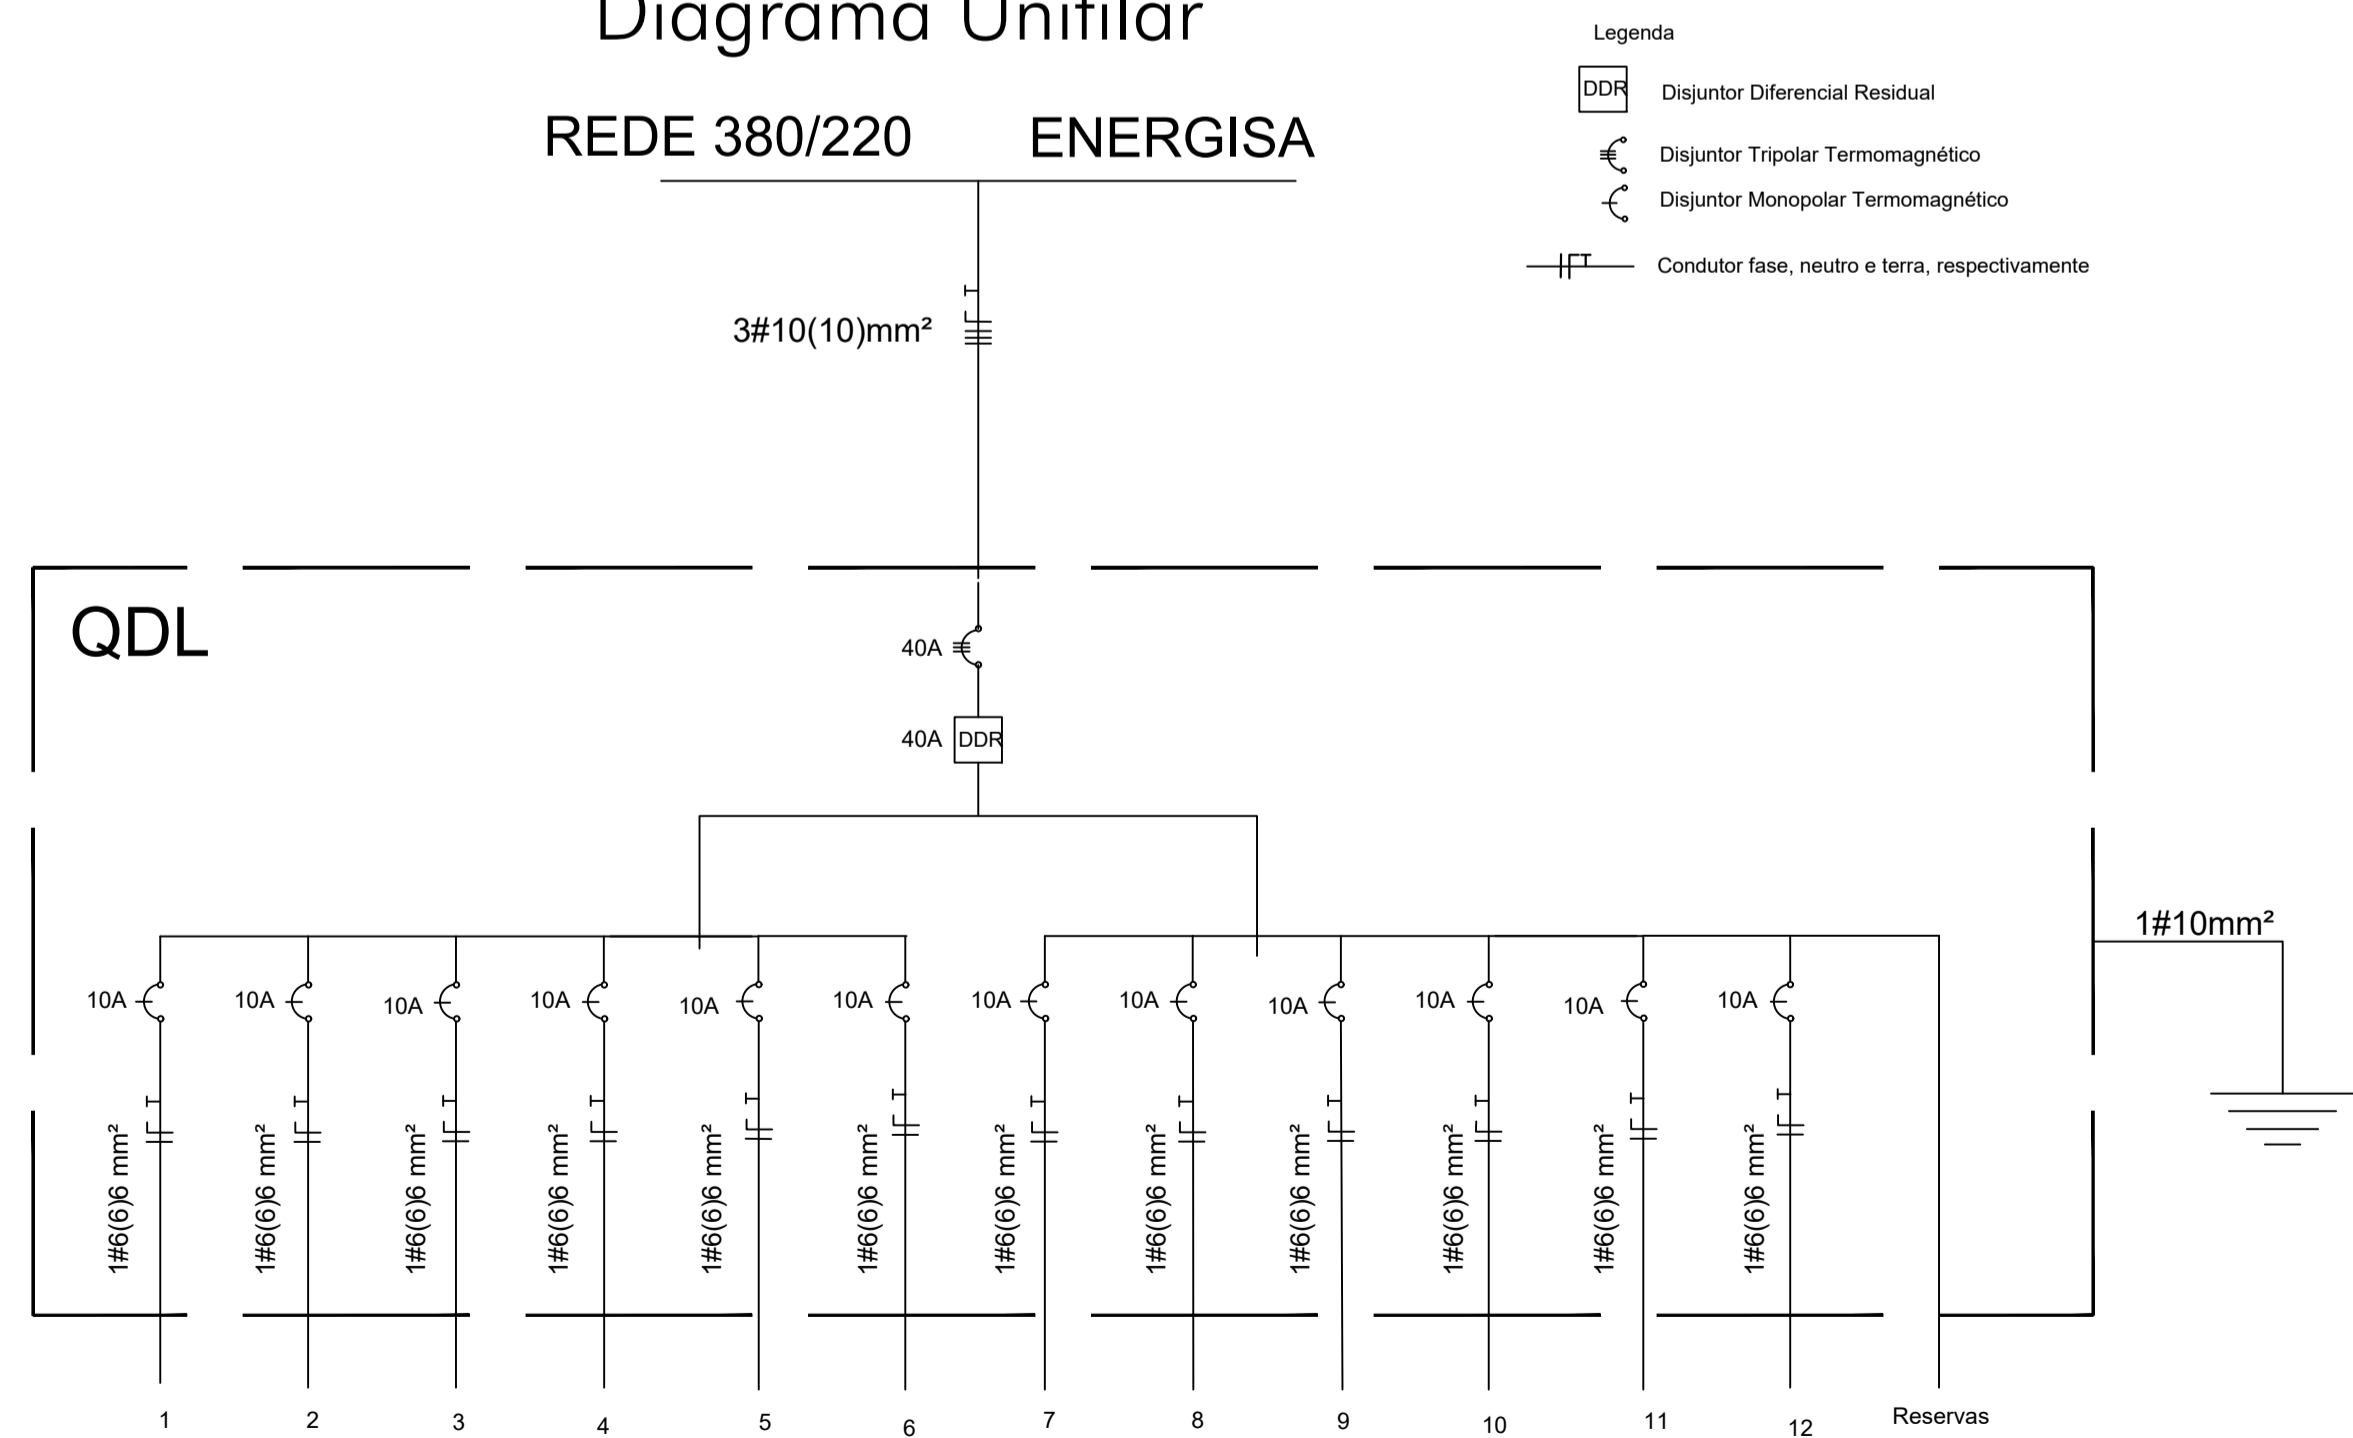 Diagrama Unifilar
REDE 380/220 ENERGISA
Legenda
DDR Disjuntor Diferencial Residual
Disjuntor Tripolar Termomagnético
Disjuntor Monopolar Termomagnético
Condutor fase, neutro e terra, respectivamente
3#10(10)mm²
QDL
40A
40A DDR
1#10mm²
10A 10A 10A 10A 10A 10A 10A 10A 10A 10A 10A 10A
1#6(6)6 mm²
1#6(6)6 mm²
1#6(6)6 mm²
1#6(6)6 mm²
1#6(6)6 mm²
1#6(6)6 mm²
1#6(6)6 mm²
1#6(6)6 mm²
1#6(6)6 mm²
1#6(6)6 mm²
1#6(6)6 mm²
1#6(6)6 mm²
1 2 3 4 5 6 7 8 9 10 11 12 Reservas